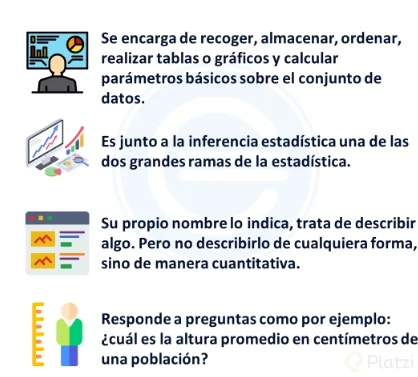 Se encarga de recoger, almacenar, ordenar,
realizar tablas o gráficos y calcular
parámetros básicos sobre el conjunto de
datos.
Es junto a la inferencia estadística una de las
dos grandes ramas de la estadística.
Su propio nombre lo indica, trata de describir
algo. Pero no describirlo de cualquiera forma,
sino de manera cuantitativa.
Responde a preguntas como por ejemplo:
¿cuál es la altura promedio en centímetros de
una población?
Platzi